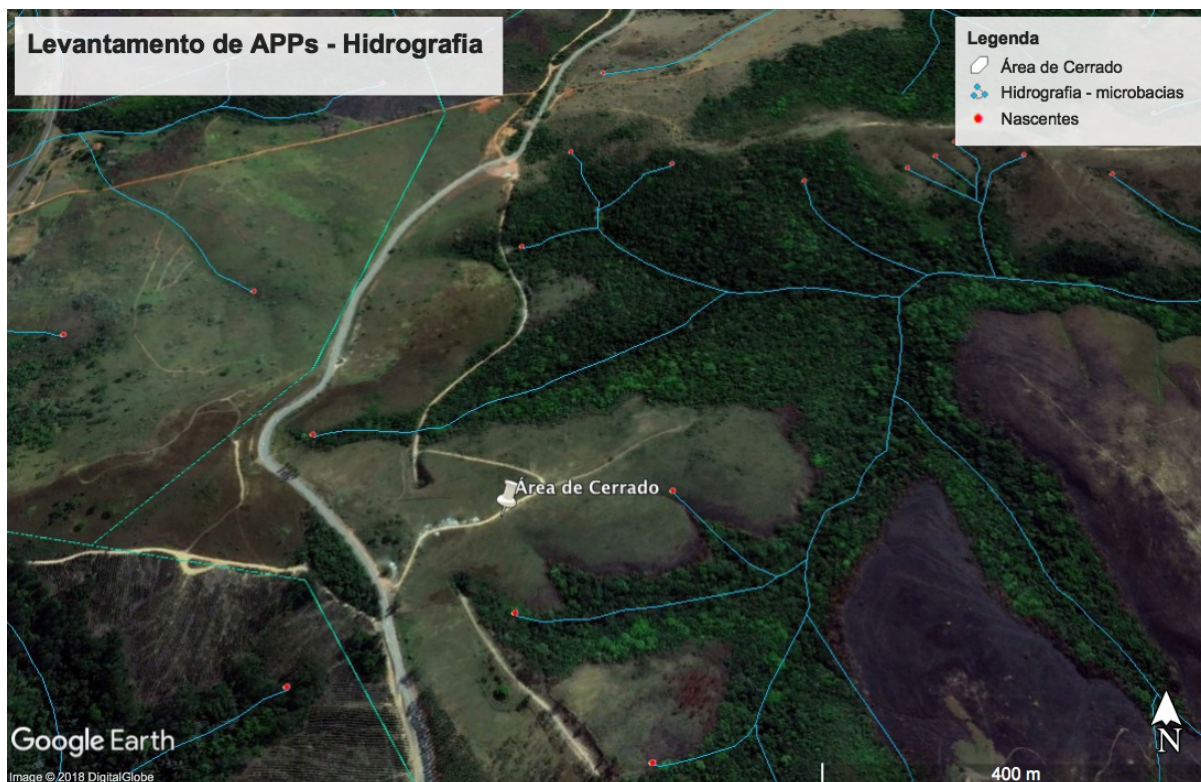 Levantamento de APPs - Hidrografia
Legenda
Área de Cerrado
Hidrografia - microbacias
Nascentes
Área de Cerrado
Google Earth
N
Image © 2018 DigitalGlobe
400 m